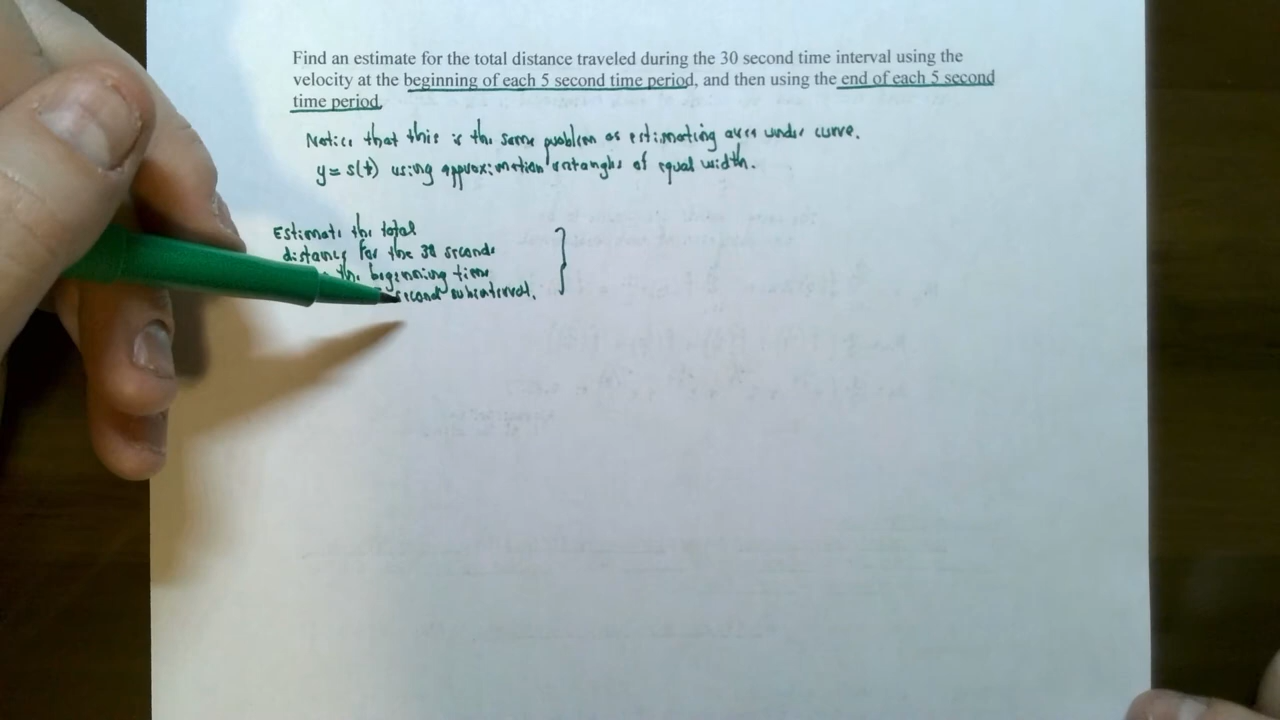 Find an estimate for the total distance traveled during the 30 second time interval using the
velocity at the beginning of each 5 second time period, and then using the end of each 5 second
time period.
Notice that this is the same problem as estimating area under curve.
y = s(t) using approximation rectangles of equal width.
Estimate the total
distance for the 30 seconds
the beginning time
second subinterval.